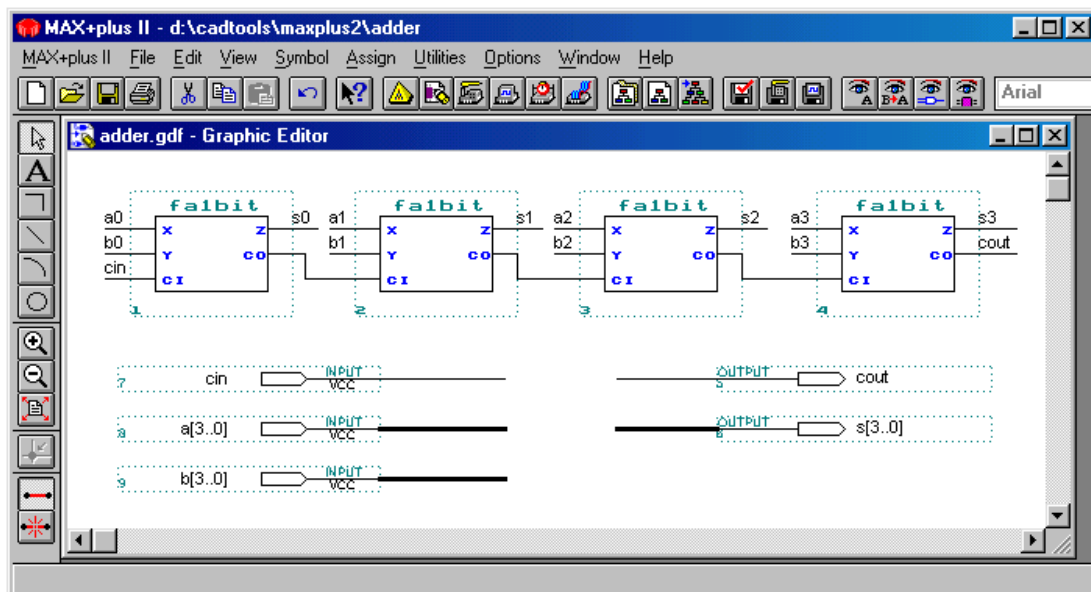 MAX+plus II - d:\cadtools\maxplus2\adder
MAX+plus II File Edit View Symbol Assign Utilities Options Window Help
Arial
adder.gdf - Graphic Editor
fa1bit fa1bit fa1bit fa1bit
a0 X Z s0 a1 X Z s1 a2 X Z s2 a3 X Z s3
b0 Y CO b1 Y CO b2 Y CO b3 Y CO cout
cin CI CI CI CI
1 2 3 4
7 cin INPUT VCC OUTPUT 5 cout
8 a[3..0] INPUT VCC OUTPUT 6 s[3..0]
9 b[3..0] INPUT VCC